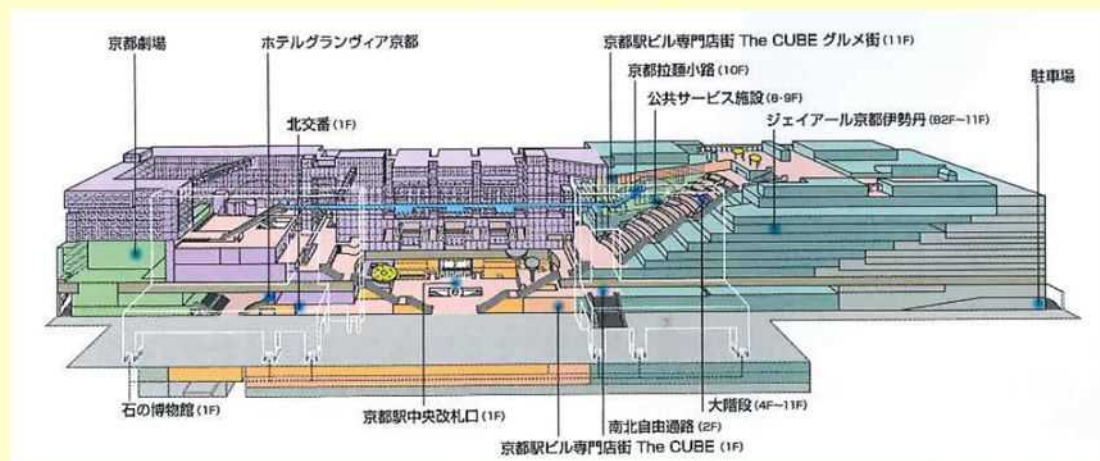 京都劇場
ホテルグランヴィア京都
北交番(1F)
京都駅ビル専門店街 The CUBE グルメ街(11F)
京都拉麺小路(10F)
公共サービス施設(8-9F)
ジェイアール京都伊勢丹(B2F~11F)
駐車場
石の博物館(1F)
京都駅中央改札口(1F)
京都駅ビル専門店街 The CUBE(1F)
南北自由通路(2F)
大階段(4F~11F)